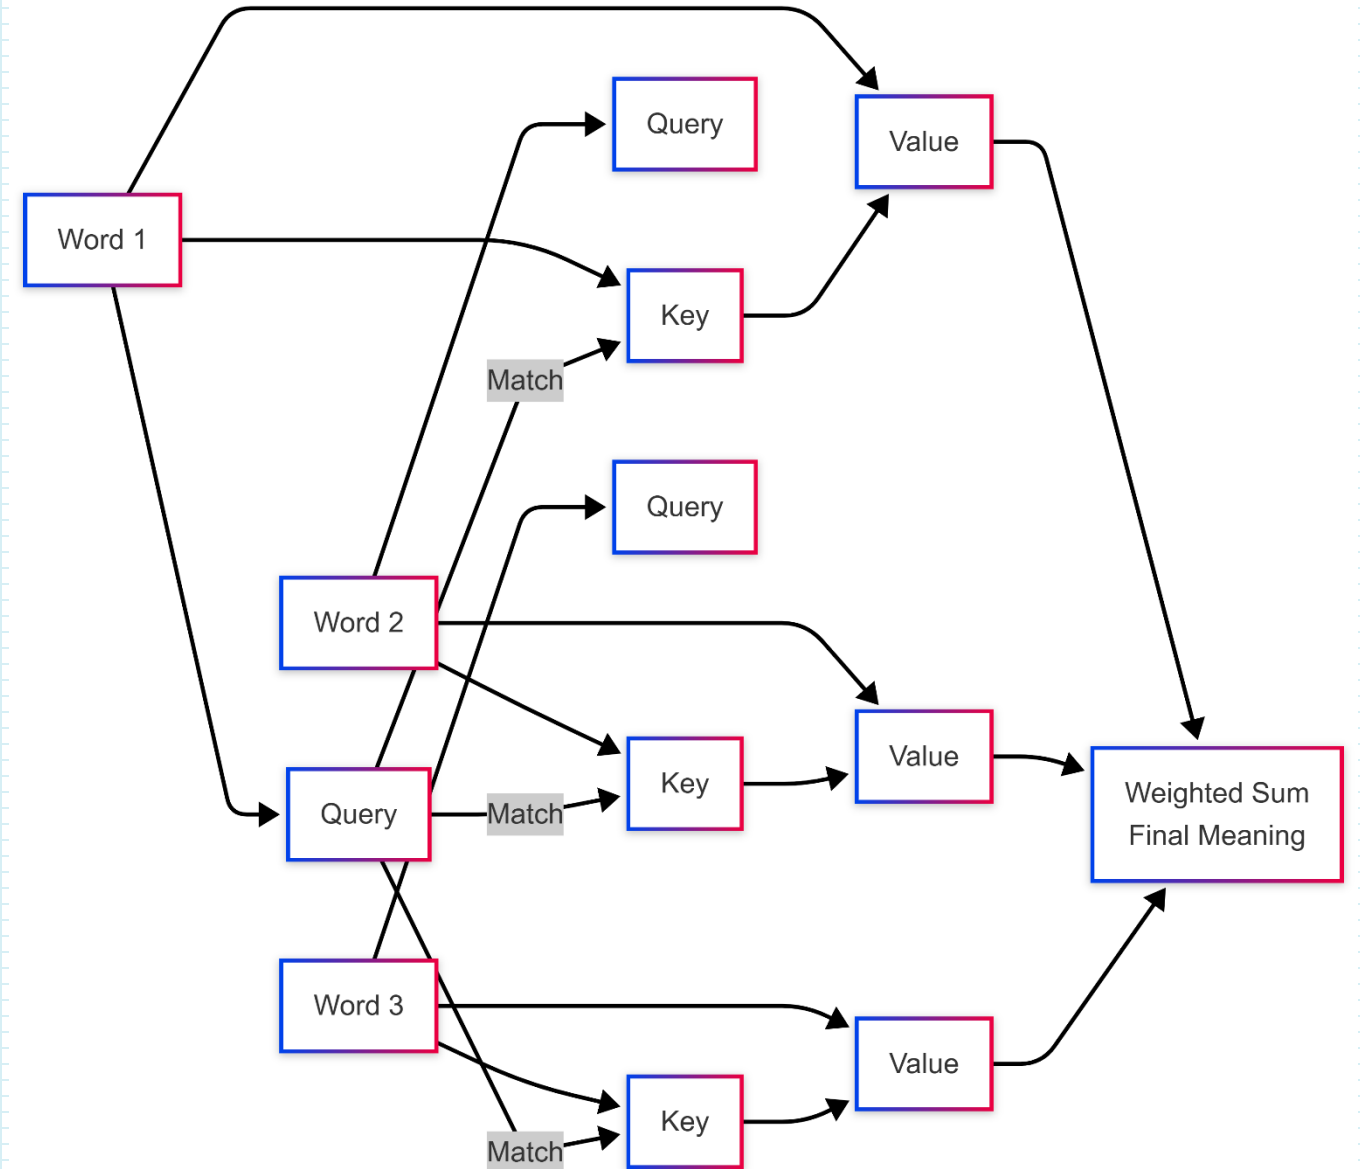 Query
Value
Word 1
Key
Match
Query
Word 2
Value
Key
Weighted Sum
Final Meaning
Query
Match
Word 3
Value
Key
Match